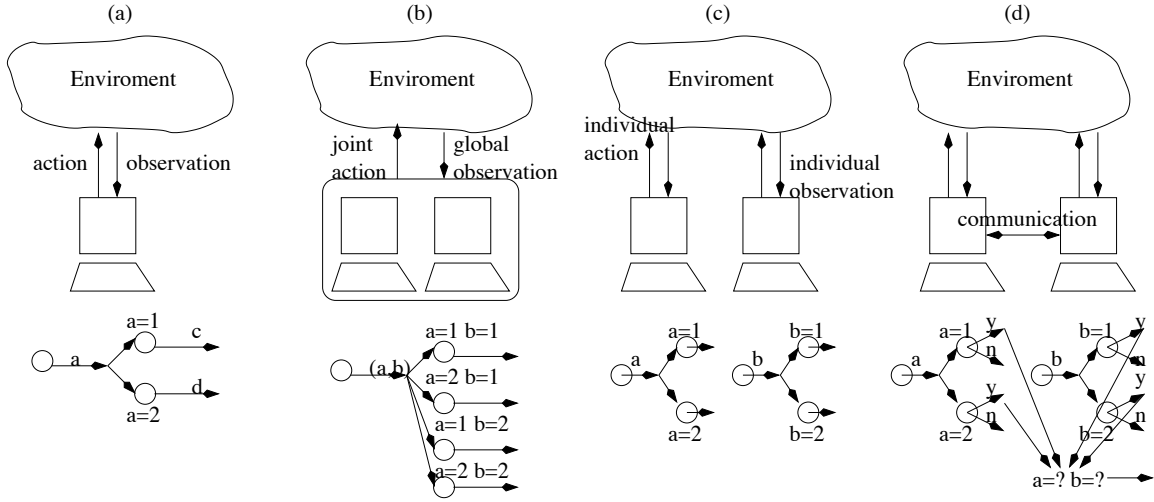 (a)
(b)
(c)
(d)
Enviroment
Enviroment
Enviroment
Enviroment
action
observation
joint
action
global
observation
individual
action
individual
observation
communication
a=1
c
a
d
a=2
a=1 b=1
(a,b)
a=2 b=1
a=1 b=2
a=2 b=2
a=1
a
a=2
b=1
b
b=2
a=1
y
n
a
y
n
a=2
b=1
y
n
b
y
n
b=2
a=? b=?